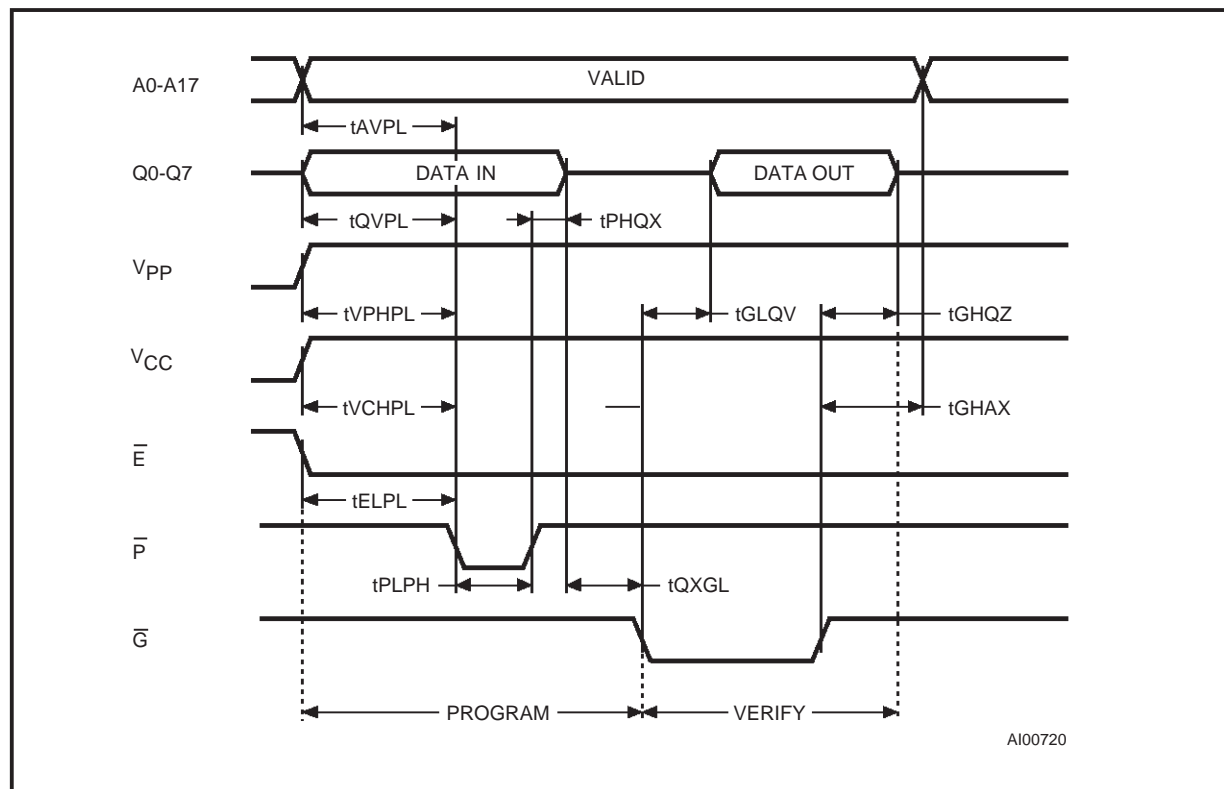 A0-A17
VALID
tAVPL
Q0-Q7
DATA IN
DATA OUT
tQVPL
tPHQX
VPP
tVPHPL
tGLQV
tGHQZ
VCC
tVCHPL
tGHAX
E̅
tELPL
P̅
tPLPH
tQXGL
G̅
PROGRAM
VERIFY
AI00720